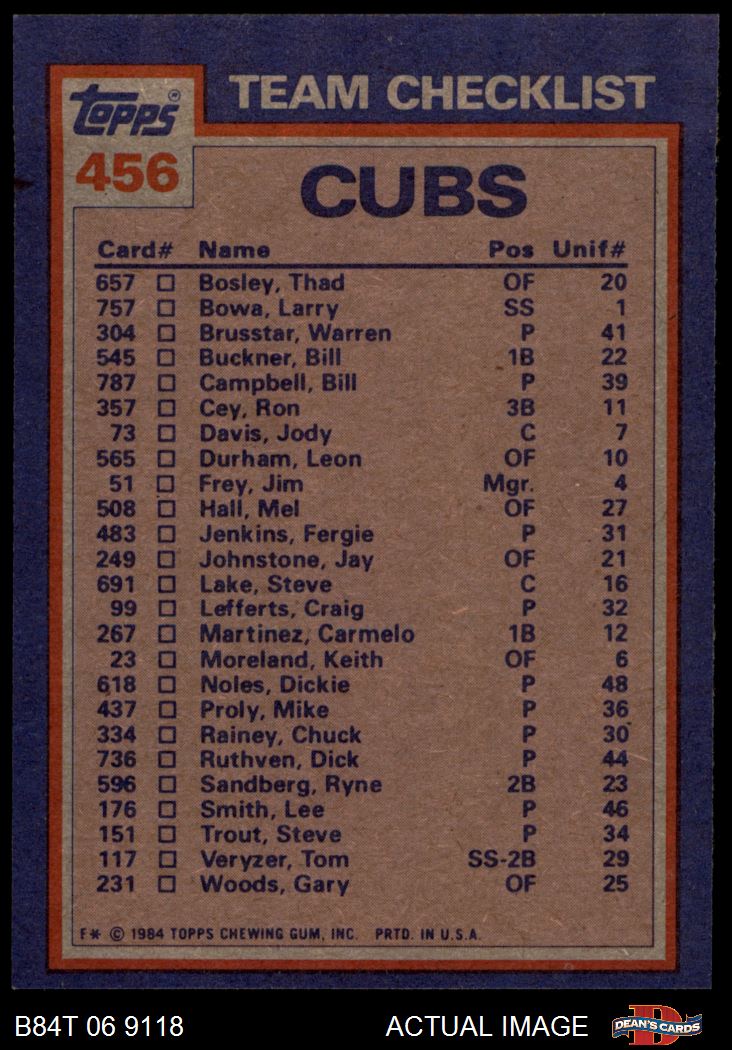 Topps® TEAM CHECKLIST
456
CUBS
Card# Name Pos Unif#
657 □ Bosley, Thad OF 20
757 □ Bowa, Larry SS 1
304 □ Brusstar, Warren P 41
545 □ Buckner, Bill 1B 22
787 □ Campbell, Bill P 39
357 □ Cey, Ron 3B 11
73 □ Davis, Jody C 7
565 □ Durham, Leon OF 10
51 □ Frey, Jim Mgr. 4
508 □ Hall, Mel OF 27
483 □ Jenkins, Fergie P 31
249 □ Johnstone, Jay OF 21
691 □ Lake, Steve C 16
99 □ Lefferts, Craig P 32
267 □ Martinez, Carmelo 1B 12
23 □ Moreland, Keith OF 6
618 □ Noles, Dickie P 48
437 □ Proly, Mike P 36
334 □ Rainey, Chuck P 30
736 □ Ruthven, Dick P 44
596 □ Sandberg, Ryne 2B 23
176 □ Smith, Lee P 46
151 □ Trout, Steve P 34
117 □ Veryzer, Tom SS-2B 29
231 □ Woods, Gary OF 25
F* © 1984 TOPPS CHEWING GUM, INC. PRTD. IN U.S.A.
B84T 06 9118 ACTUAL IMAGE D DEAN'S CARDS